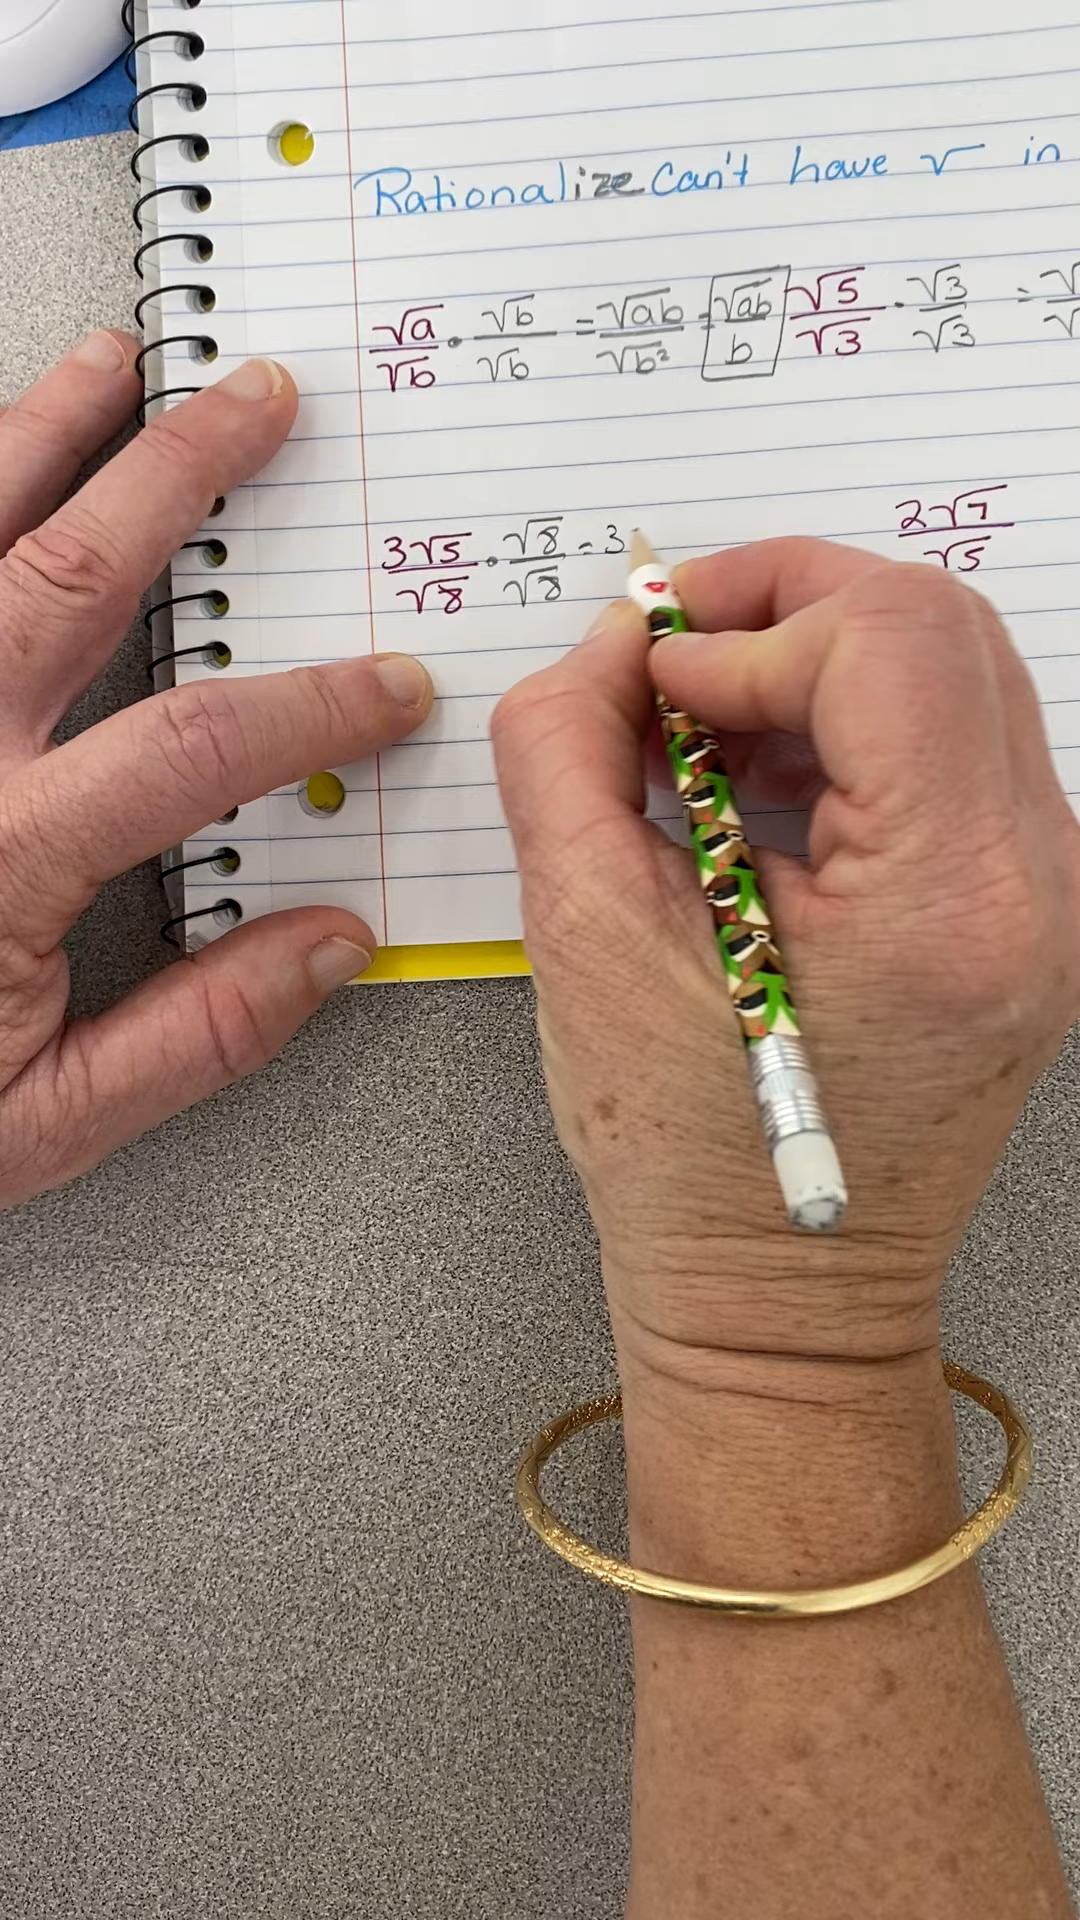 Rationalize Can't have √ in
√a/√b · √b/√b = √ab/√b² = √ab/b √5/√3 · √3/√3 = √/√
3√5/√8 · √8/√8 = 3 2√7/√5